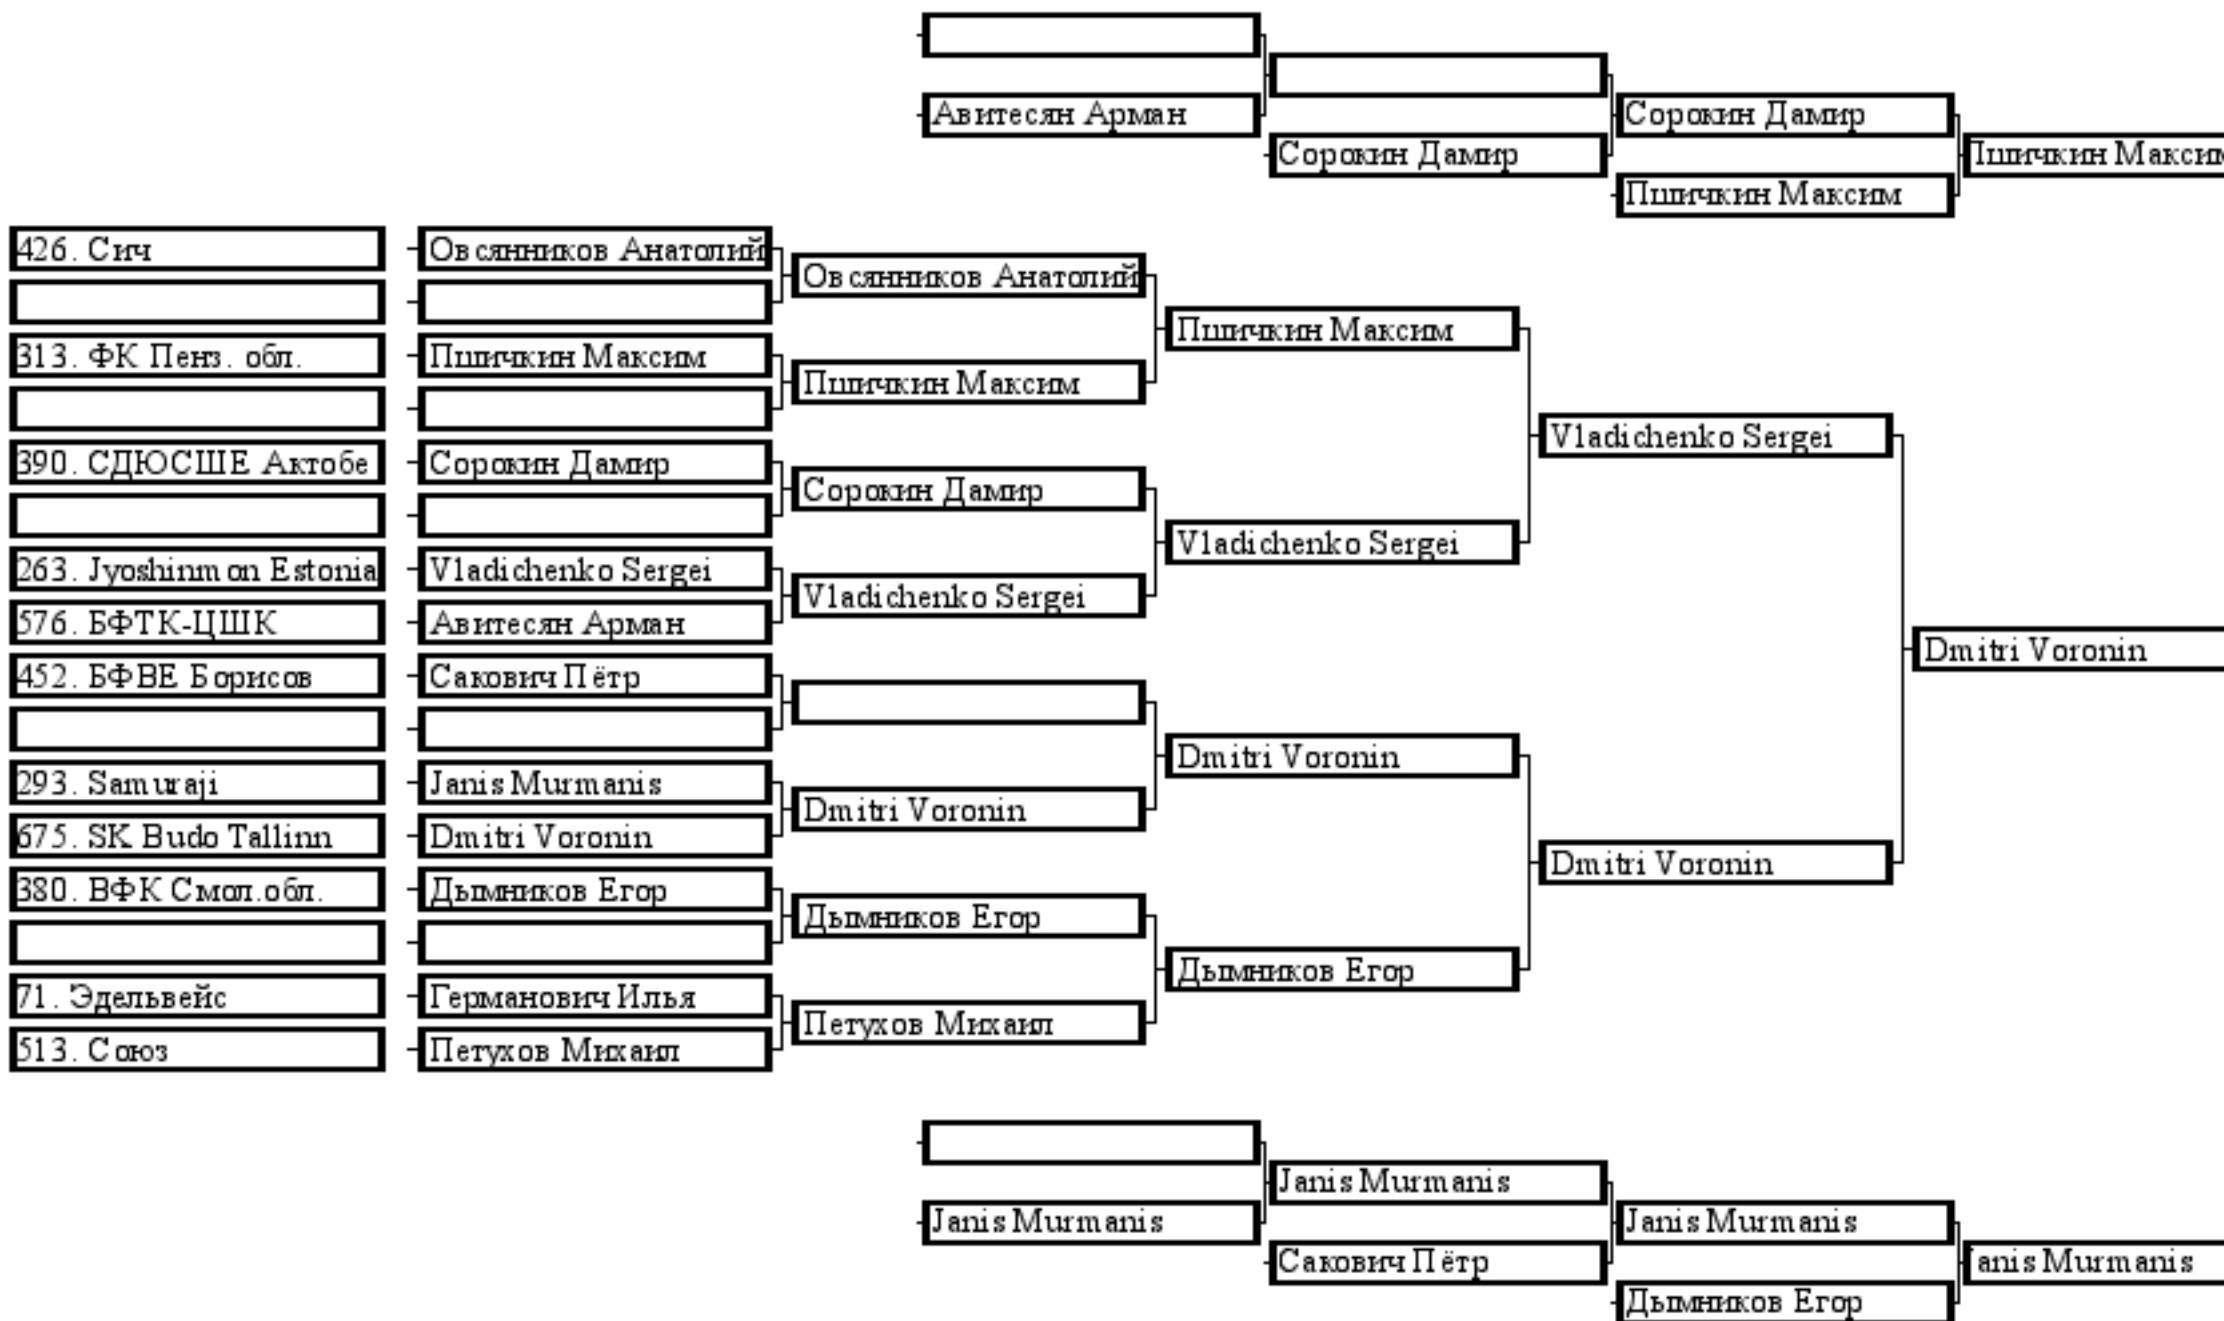 Авитесян Арман
Сорокин Дамир
Сорокин Дамир
Пшичкин Максим
Пшичкин Максим
426. Сич
Овсянников Анатолий
Овсянников Анатолий
Пшичкин Максим
313. ФК Пенз. обл.
Пшичкин Максим
Пшичкин Максим
Vladichenko Sergei
390. СДЮСШЕ Актобе
Сорокин Дамир
Сорокин Дамир
Vladichenko Sergei
263. Jyoshinmon Estonia
Vladichenko Sergei
Vladichenko Sergei
576. БФТК-ЦШК
Авитесян Арман
Dmitri Voronin
452. БФВЕ Борисов
Сакович Пётр
Dmitri Voronin
293. Samuraji
Janis Murmanis
Dmitri Voronin
675. SK Budo Tallinn
Dmitri Voronin
Dmitri Voronin
380. ВФК Смол.обл.
Дымников Егор
Дымников Егор
Дымников Егор
71. Эдельвейс
Германович Илья
Петухов Михаил
513. Союз
Петухов Михаил
Janis Murmanis
Janis Murmanis
Janis Murmanis
Сакович Пётр
anis Murmanis
Дымников Егор